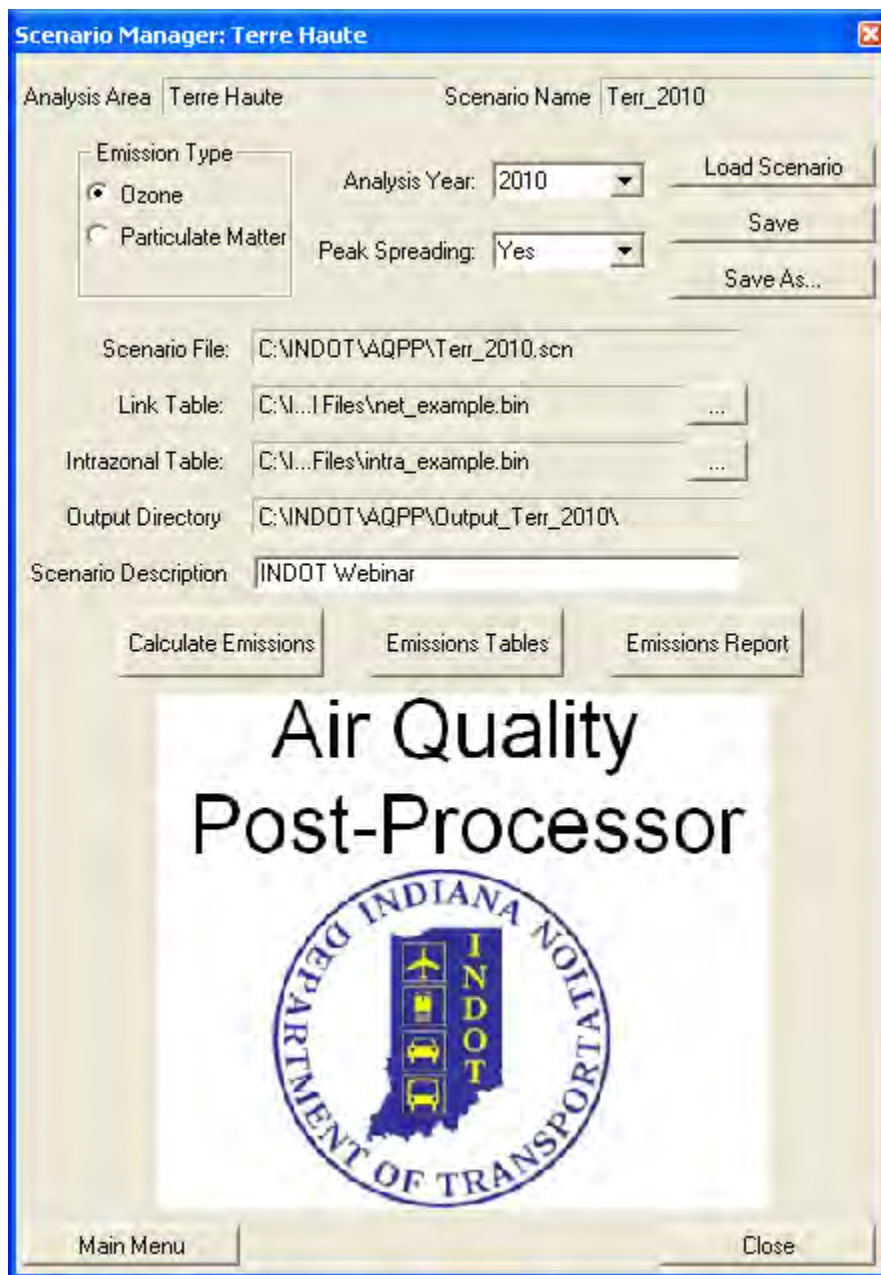 Scenario Manager: Terre Haute
Analysis Area Terre Haute Scenario Name Terr_2010
Emission Type
Ozone
Particulate Matter
Analysis Year: 2010
Peak Spreading: Yes
Load Scenario
Save
Save As...
Scenario File: C:\INDOT\AQPP\Terr_2010.scn
Link Table: C:\I...l Files\net_example.bin ...
Intrazonal Table: C:\I...Files\intra_example.bin ...
Output Directory C:\INDOT\AQPP\Output_Terr_2010\
Scenario Description INDOT Webinar
Calculate Emissions Emissions Tables Emissions Report
Air Quality
Post-Processor
INDIANA DEPARTMENT OF TRANSPORTATION
INDOT
Main Menu Close